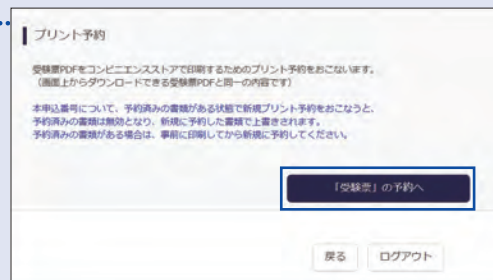 プリント予約
受験票PDFをコンビニエンスストアで印刷するためのプリント予約をおこないます。
（画面上からダウンロードできる受験票PDFと同一の内容です）
本申込番号について、予約済みの書類がある状態で新規プリント予約をおこなうと、
予約済みの書類は無効となり、新規に予約した書類で上書きされます。
予約済みの書類がある場合は、事前に印刷してから新規に予約してください。
「受験票」の予約へ
戻る ログアウト